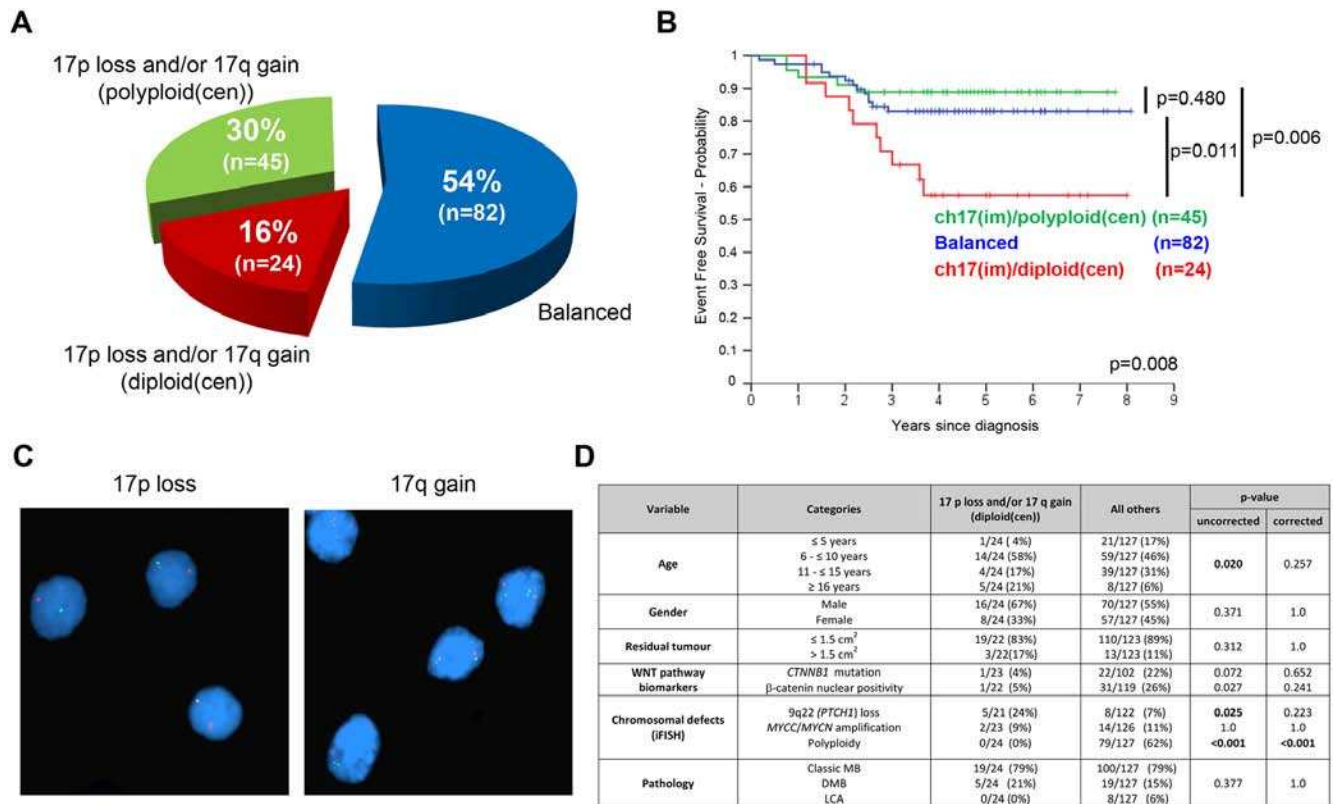 A
17p loss and/or 17q gain
(polyploid(cen))
30%
(n=45)
54%
(n=82)
16%
(n=24)
Balanced
17p loss and/or 17q gain
(diploid(cen))
B
Event Free Survival - Probability
1
0.9
0.8
0.7
0.6
0.5
0.4
0.3
0.2
0.1
0
p=0.480
p=0.006
p=0.011
ch17(im)/polyploid(cen) (n=45)
Balanced (n=82)
ch17(im)/diploid(cen) (n=24)
p=0.008
0 1 2 3 4 5 6 7 8 9
Years since diagnosis
C
17p loss
17q gain
D
Variable Categories 17 p loss and/or 17 q gain (diploid(cen)) All others p-value
uncorrected corrected
Age
≤ 5 years 1/24 ( 4%) 21/127 (17%)
6 - ≤ 10 years 14/24 (58%) 59/127 (46%)
11 - ≤ 15 years 4/24 (17%) 39/127 (31%)
≥ 16 years 5/24 (21%) 8/127 (6%)
0.020 0.257
Gender
Male 16/24 (67%) 70/127 (55%)
Female 8/24 (33%) 57/127 (45%)
0.371 1.0
Residual tumour
≤ 1.5 cm² 19/22 (83%) 110/123 (89%)
> 1.5 cm² 3/22(17%) 13/123 (11%)
0.312 1.0
WNT pathway
biomarkers
CTNNB1 mutation 1/23 (4%) 22/102 (22%) 0.072 0.652
β-catenin nuclear positivity 1/22 (5%) 31/119 (26%) 0.027 0.241
Chromosomal defects
(iFISH)
9q22 (PTCH1) loss 5/21 (24%) 8/122 (7%) 0.025 0.223
MYCC/MYCN amplification 2/23 (9%) 14/126 (11%) 1.0 1.0
Polyploidy 0/24 (0%) 79/127 (62%) <0.001 <0.001
Pathology
Classic MB 19/24 (79%) 100/127 (79%)
DMB 5/24 (21%) 19/127 (15%)
LCA 0/24 (0%) 8/127 (6%)
0.377 1.0